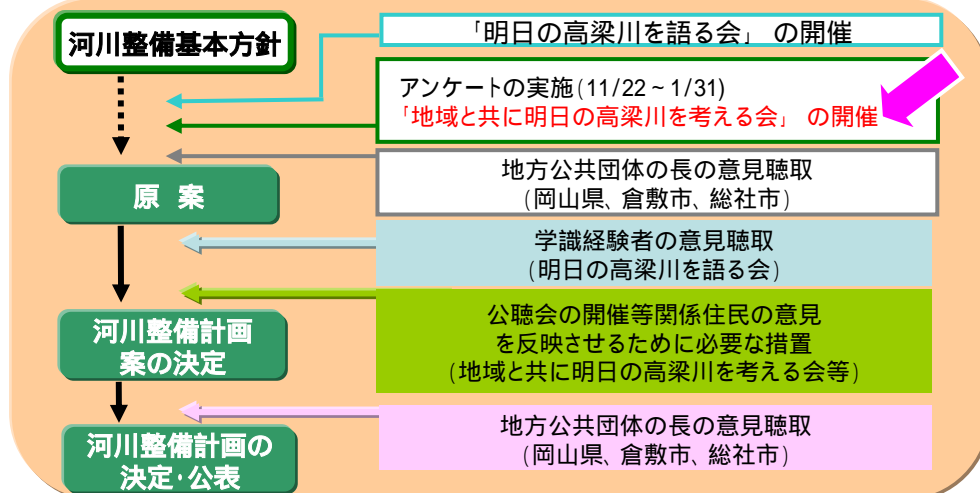 河川整備基本方針
「明日の高梁川を語る会」 の開催
アンケートの実施(11/22～1/31)
「地域と共に明日の高梁川を考える会」 の開催
地方公共団体の長の意見聴取
(岡山県、倉敷市、総社市)
原 案
学識経験者の意見聴取
(明日の高梁川を語る会)
公聴会の開催等関係住民の意見
を反映させるために必要な措置
(地域と共に明日の高梁川を考える会等)
河川整備計画
案の決定
地方公共団体の長の意見聴取
(岡山県、倉敷市、総社市)
河川整備計画の
決定･公表